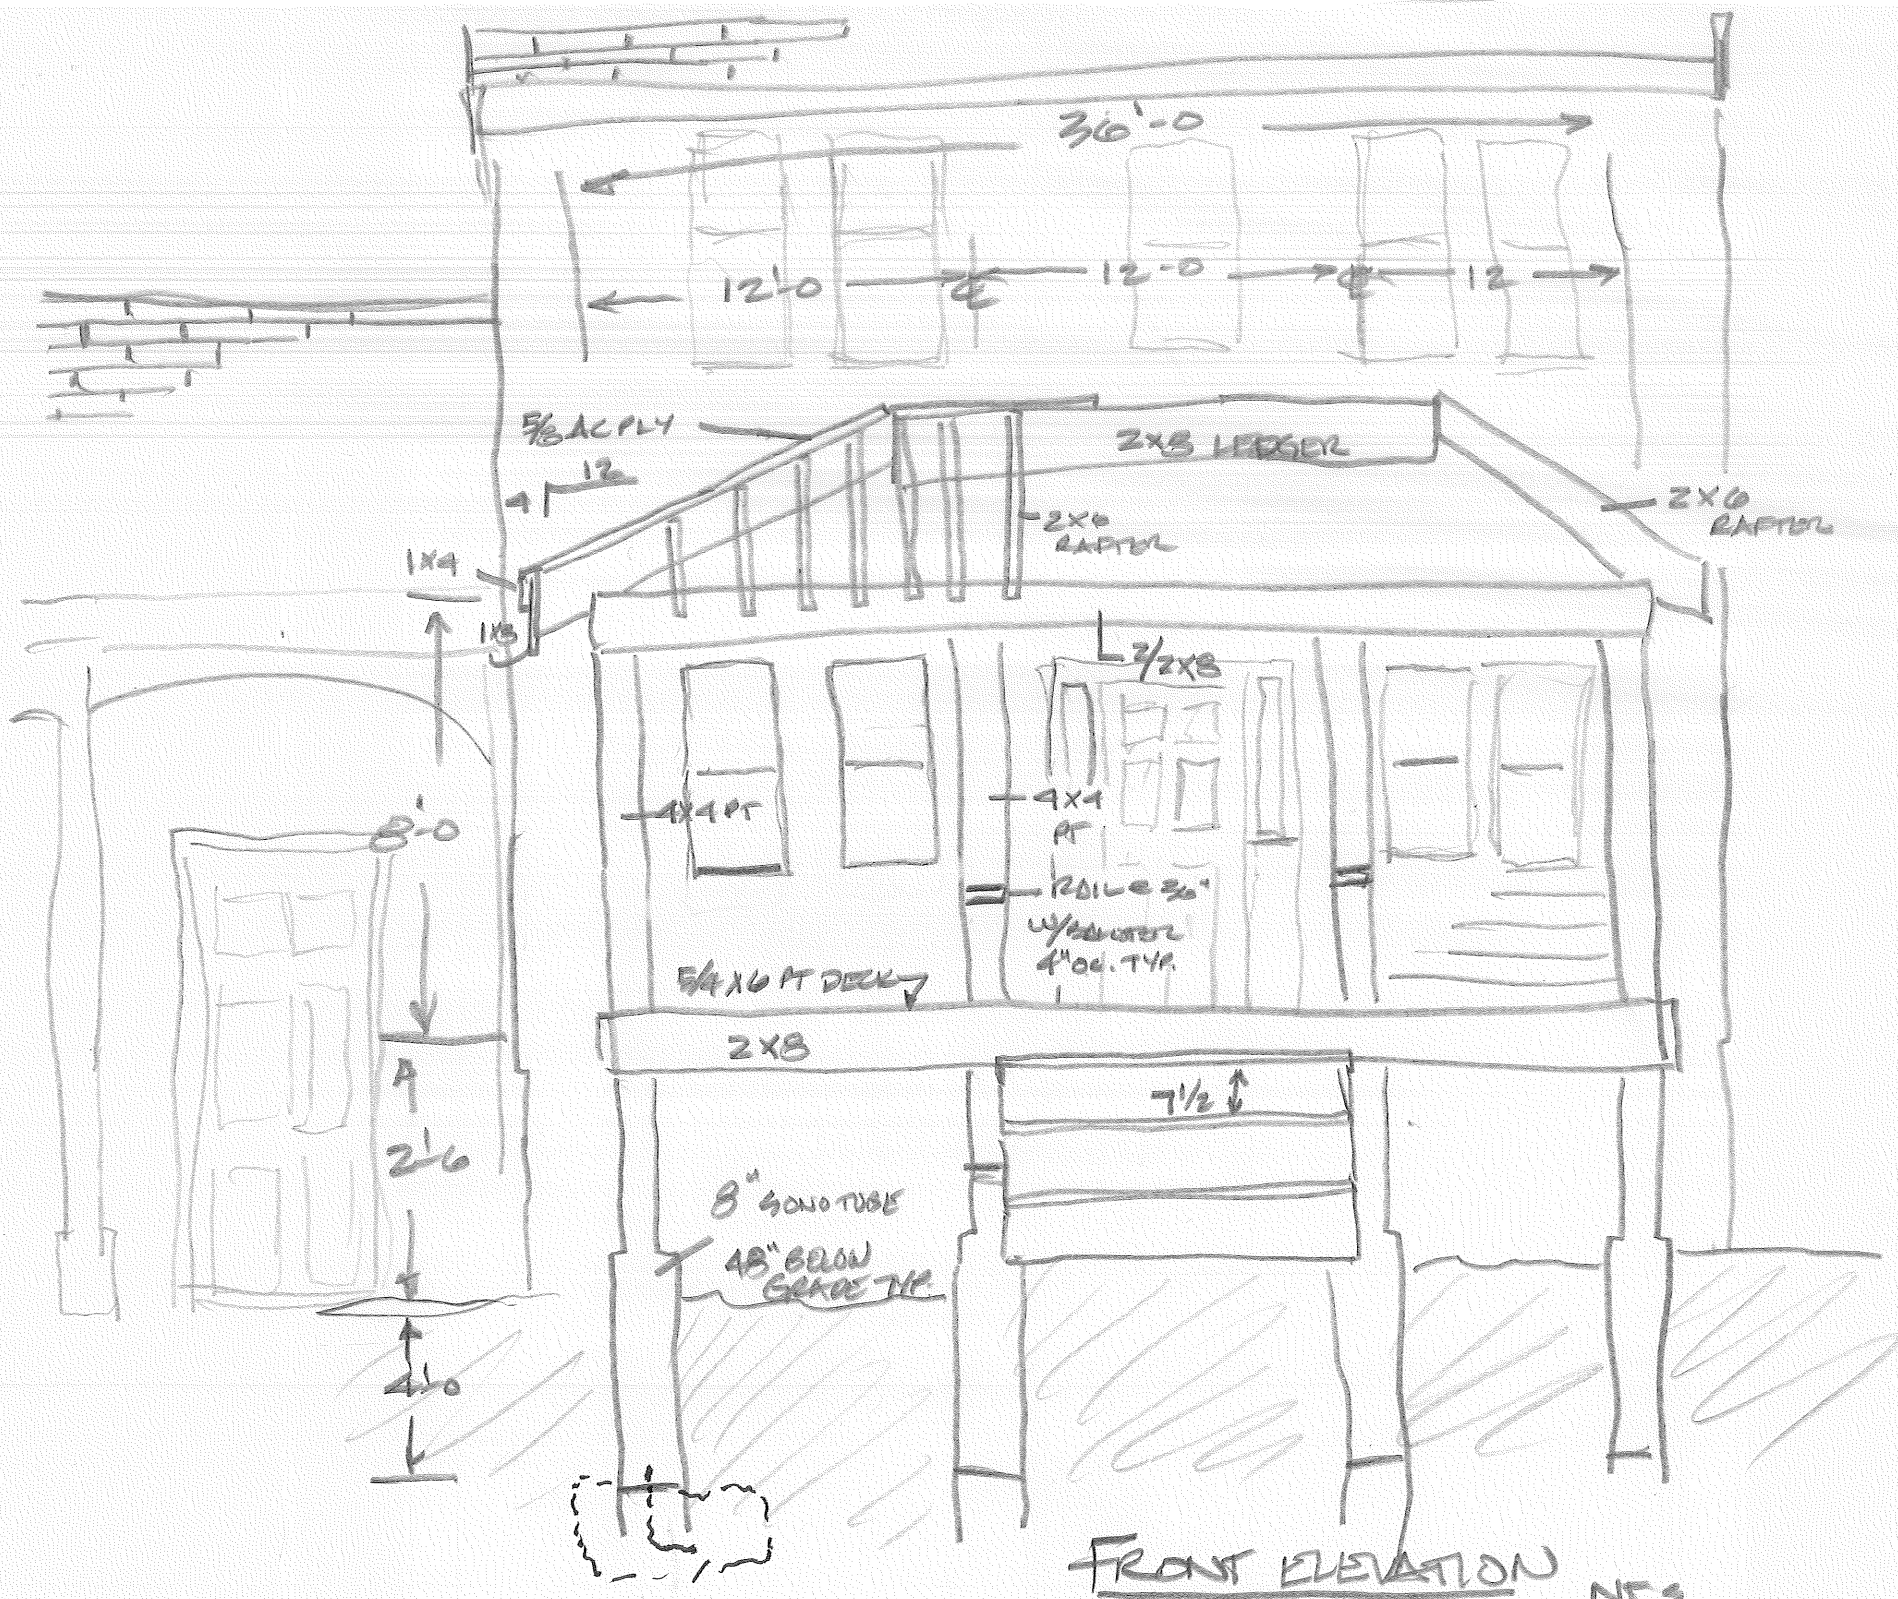 36'-0
12'-0
℄
12'-0
℄
12
5/8 AC PLY
2X8 LEDGER
12
4
2X6
RAFTER
2X6
RAFTER
1X4
1X8
2/2X8
8'-0
4X4 PT
4X4
PT
RAIL @ 36"
W/BALUSTER
4" OC. TYP.
5/4 X 6 PT DECK
2X8
7 1/2
2'-6
8" SONOTUBE
48" BELOW
GRADE TYP.
4'-0
FRONT ELEVATION